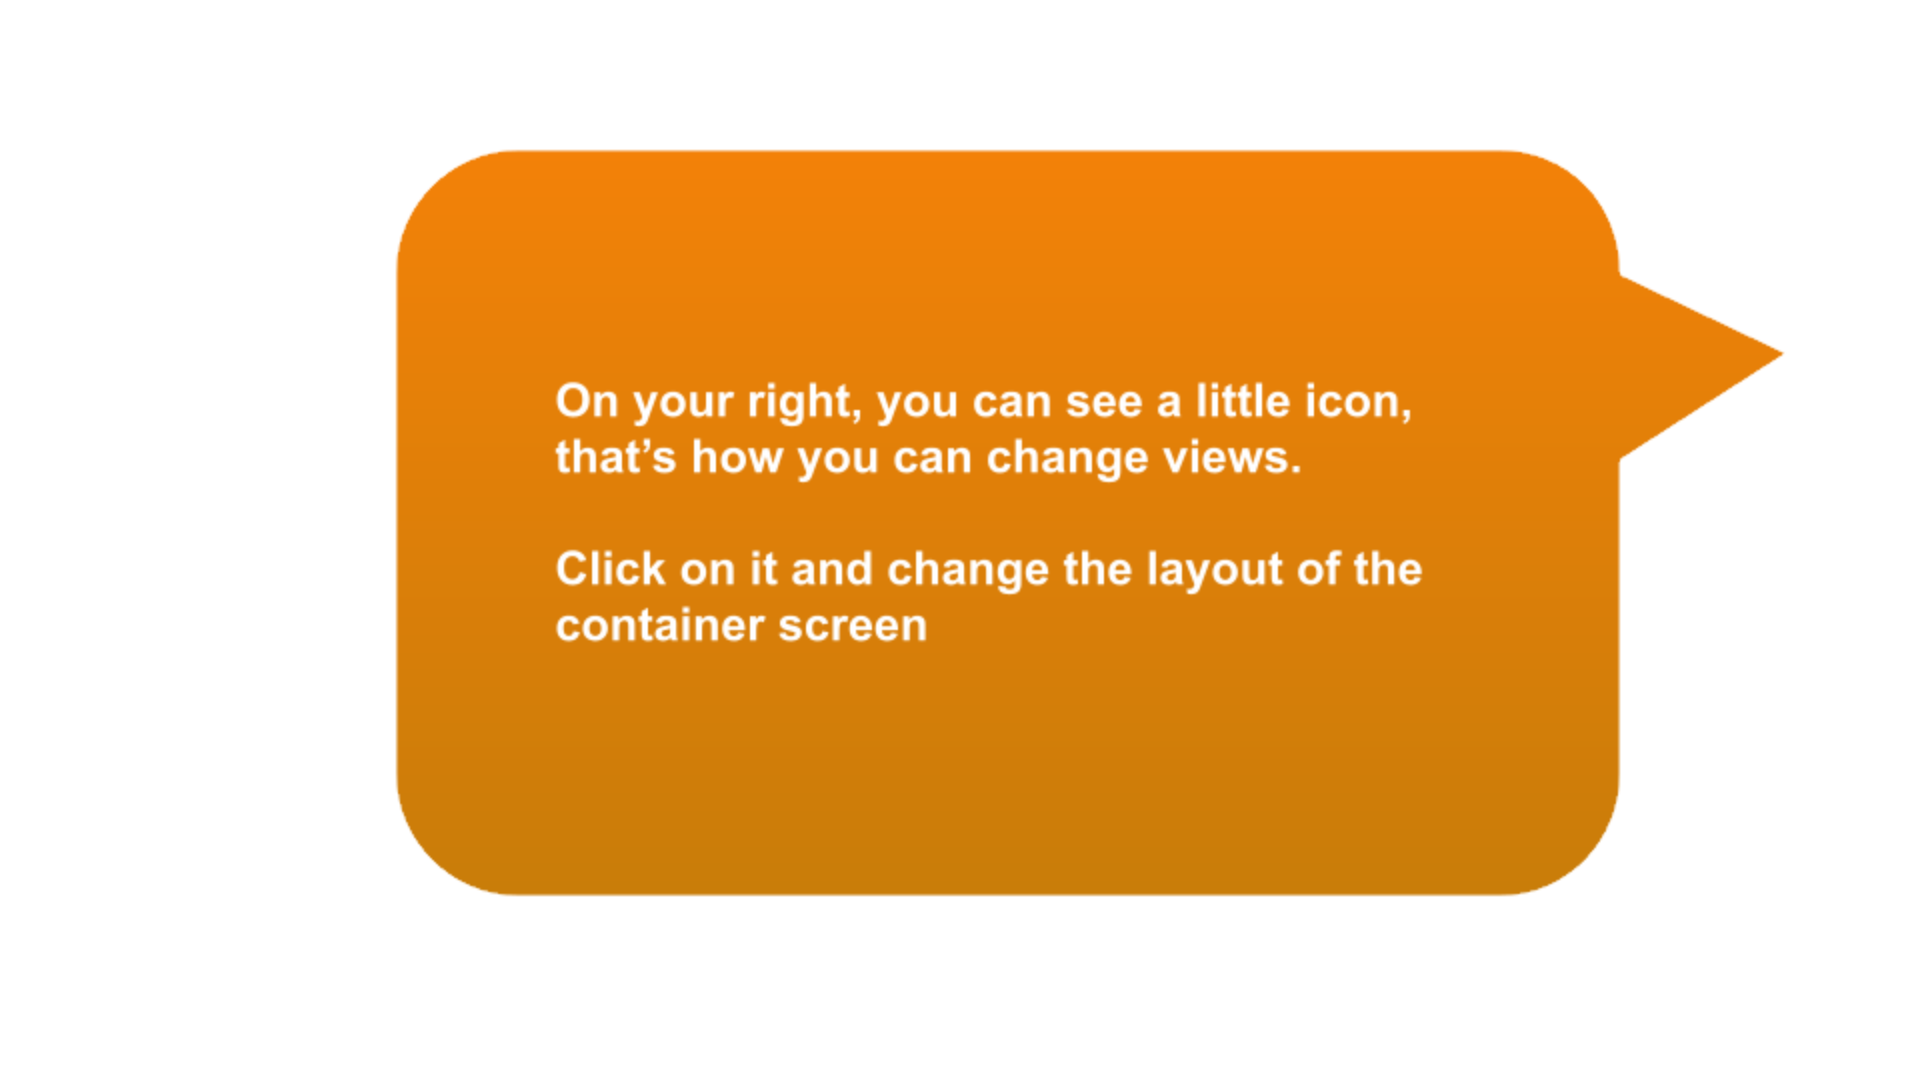 On your right, you can see a little icon,
that’s how you can change views.
Click on it and change the layout of the
container screen